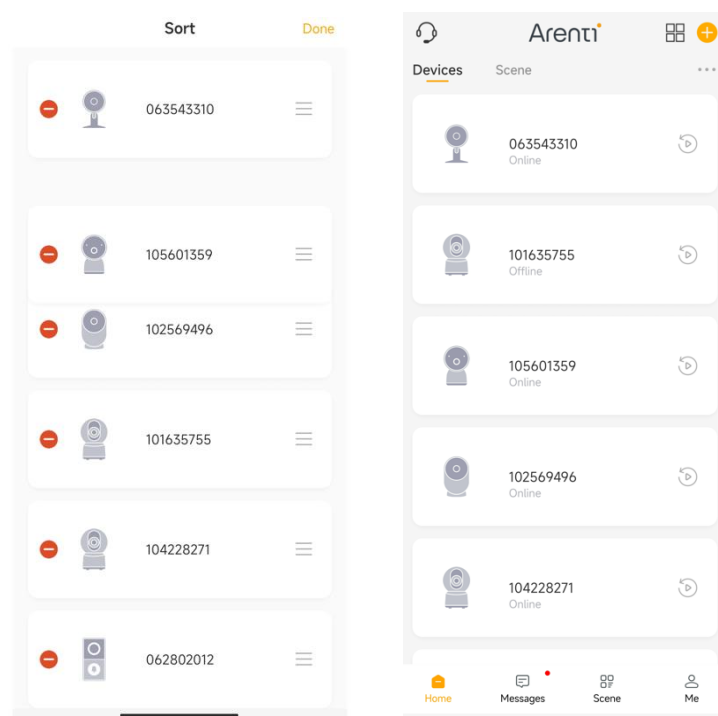 Sort
Done
063543310
105601359
102569496
101635755
104228271
062802012
Arenti
Devices
Scene
063543310
Online
101635755
Offline
105601359
Online
102569496
Online
104228271
Online
Home
Messages
Scene
Me